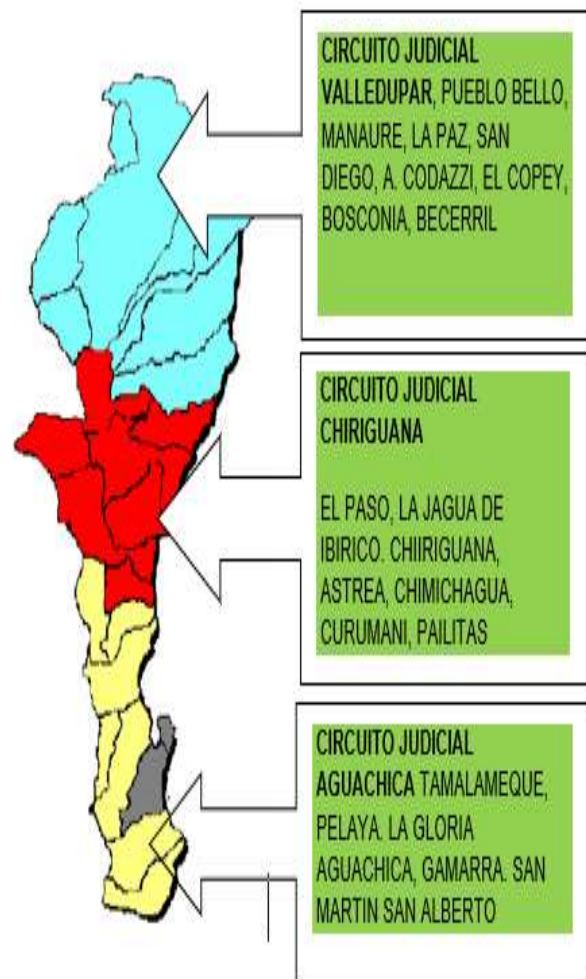 CIRCUITO JUDICIAL
VALLEDUPAR, PUEBLO BELLO,
MANAURE, LA PAZ, SAN
DIEGO, A. CODAZZI, EL COPEY,
BOSCONIA, BECERRIL
CIRCUITO JUDICIAL
CHIRIGUANA
EL PASO, LA JAGUA DE
IBIRICO. CHIIRIGUANA,
ASTREA, CHIMICHAGUA,
CURUMANI, PAILITAS
CIRCUITO JUDICIAL
AGUACHICA TAMALAMEQUE,
PELAYA. LA GLORIA
AGUACHICA, GAMARRA. SAN
MARTIN SAN ALBERTO